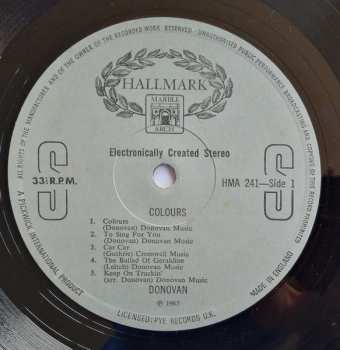 ALL RIGHTS OF THE MANUFACTURER AND OF THE OWNER OF THE RECORDED WORK RESERVED · UNAUTHORISED PUBLIC PERFORMANCE BROADCASTING AND COPYING OF THIS RECORD PROHIBITED
HALLMARK
MARBLE
ARCH
Electronically Created Stereo
S
S
33⅓ R.P.M.
HMA 241—Side 1
COLOURS
1 Colours
(Donovan) Donovan Music
2 To Sing For You
(Donovan) Donovan Music
3 Car Car
(Guthrie) Cromwell Music
4 The Ballad Of Geraldine
(Leitch) Donovan Music
5 Keep On Truckin'
(arr. Donovan) Donovan Music
DONOVAN
℗ 1965
A PICKWICK INTERNATIONAL PRODUCT
LICENSED:—PYE RECORDS U.K.
MADE IN ENGLAND